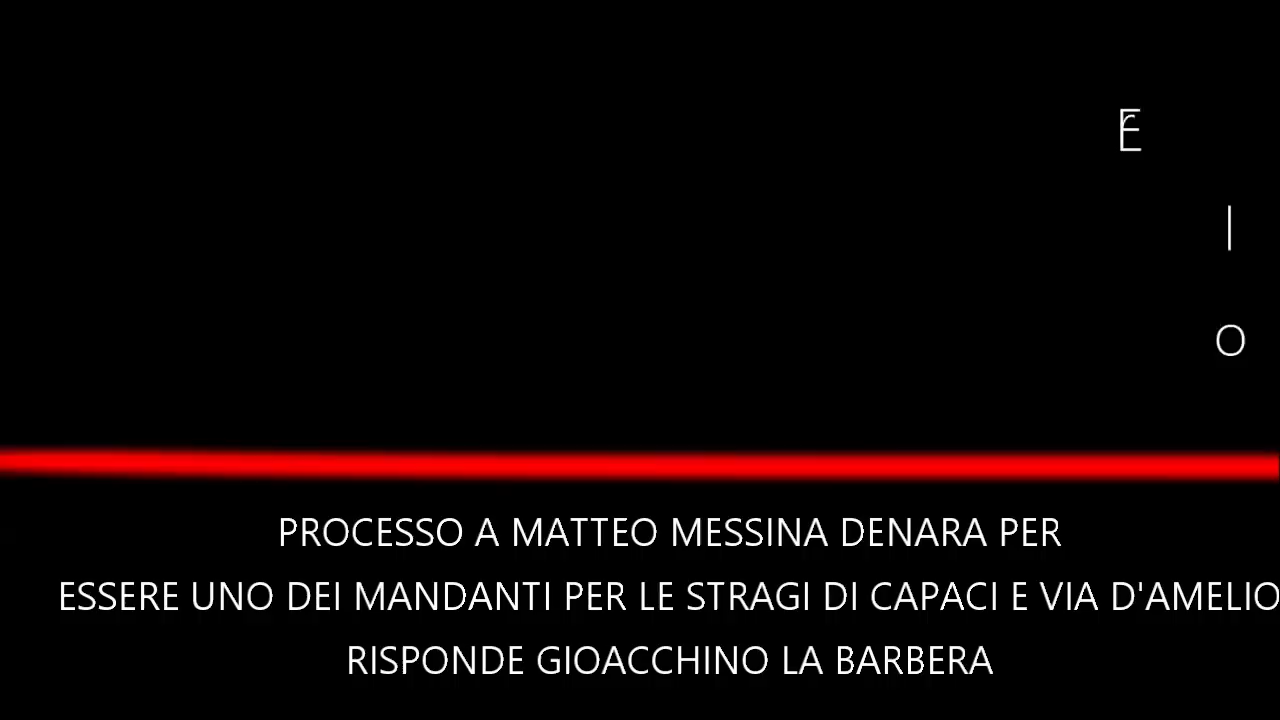 E
I
O
PROCESSO A MATTEO MESSINA DENARA PER
ESSERE UNO DEI MANDANTI PER LE STRAGI DI CAPACI E VIA D'AMELIO
RISPONDE GIOACCHINO LA BARBERA